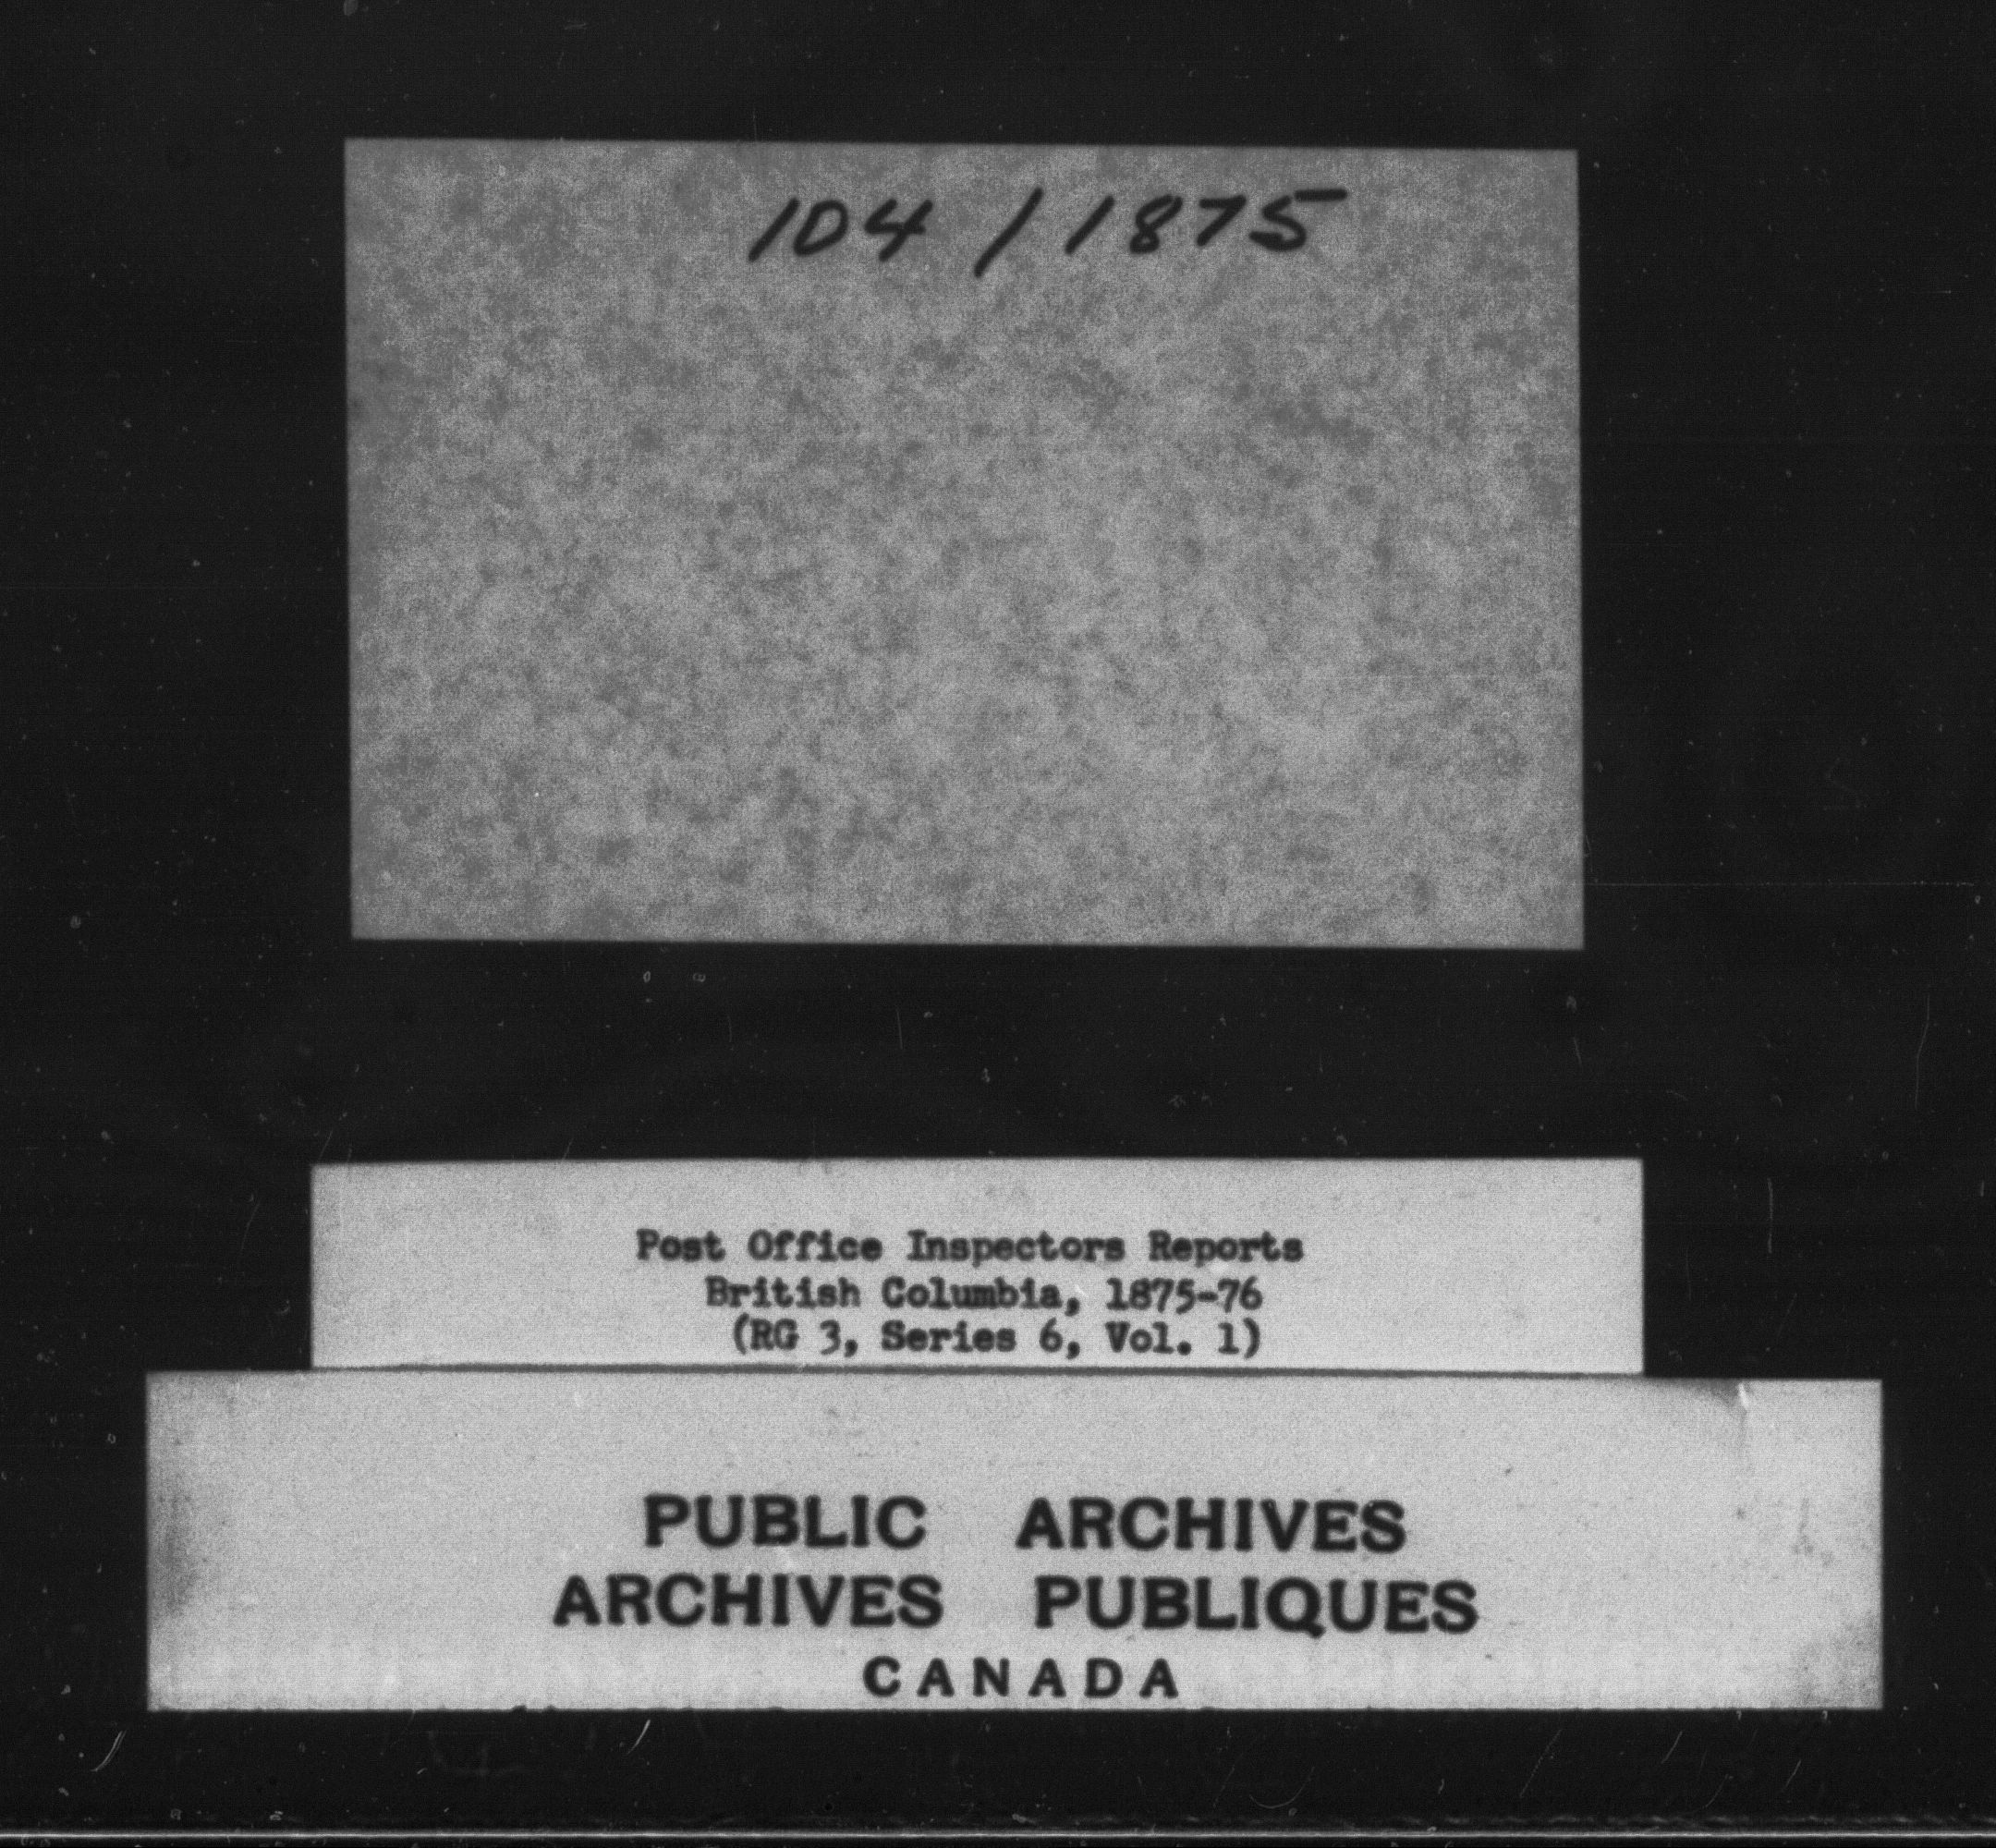 104 / 1875
Post Office Inspectors Reports
British Columbia, 1875-76
(RG 3, Series 6, Vol. 1)
PUBLIC ARCHIVES
ARCHIVES PUBLIQUES
CANADA